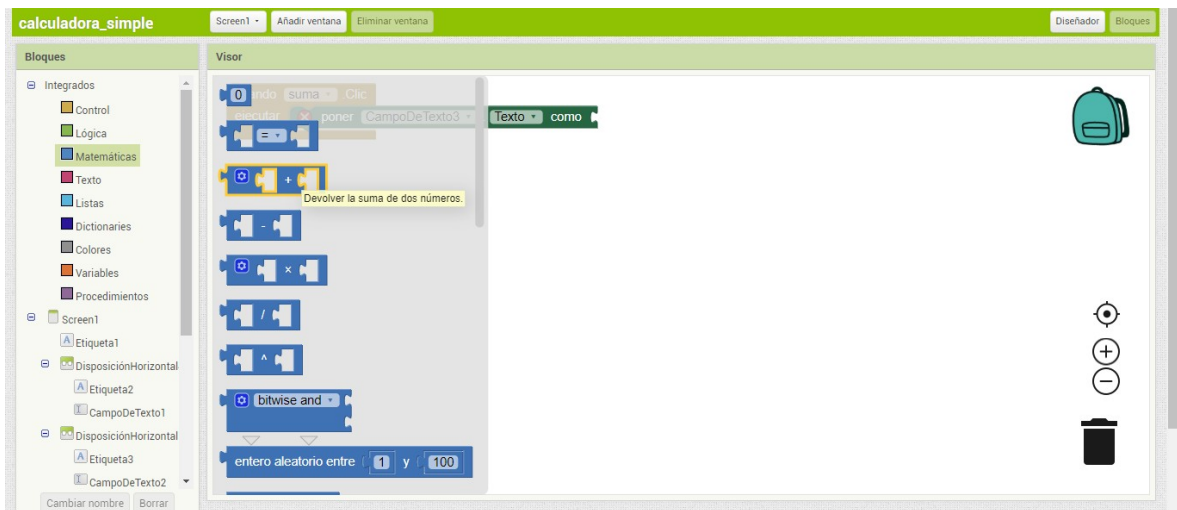 calculadora_simple
Screen1
Añadir ventana
Eliminar ventana
Diseñador
Bloques
Bloques
Visor
Integrados
Control
Lógica
Matemáticas
Texto
Listas
Dictionaries
Colores
Variables
Procedimientos
Screen1
Etiqueta1
DisposiciónHorizontal
Etiqueta2
CampoDeTexto1
DisposiciónHorizontal
Etiqueta3
CampoDeTexto2
Cambiar nombre
Borrar
suma Clic
ejecutar poner CampoDeTexto3 Texto como
0
=
+
Devolver la suma de dos números.
-
×
/
^
bitwise and
entero aleatorio entre 1 y 100